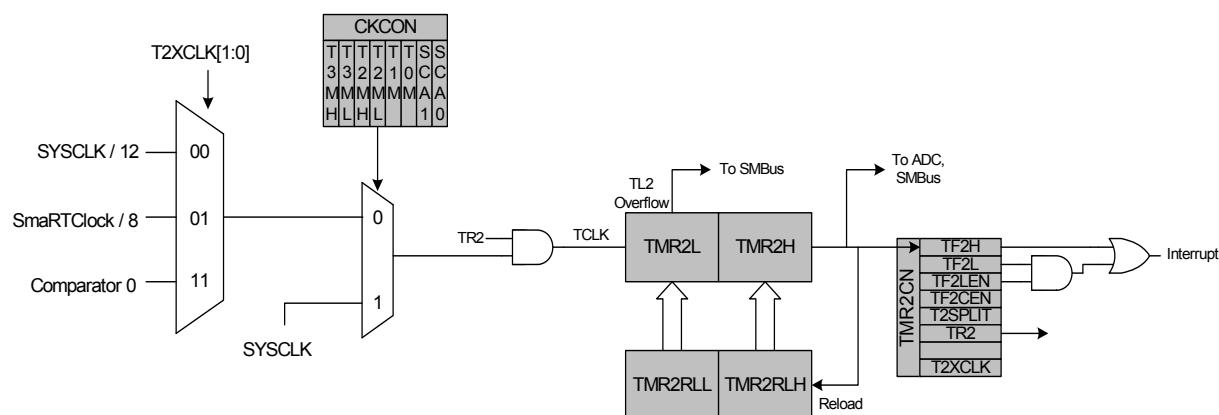 CKCON
T3MH T3ML T2MH T2ML T1M T0M SCA1 SCA0
T2XCLK[1:0]
SYSCLK / 12
00
SmaRTClock / 8
01
Comparator 0
11
0
1
SYSCLK
TR2
TCLK
TL2
Overflow
To SMBus
To ADC,
SMBus
TMR2L
TMR2H
TMR2RLL
TMR2RLH
Reload
TMR2CN
TF2H
TF2L
TF2LEN
TF2CEN
T2SPLIT
TR2
T2XCLK
Interrupt